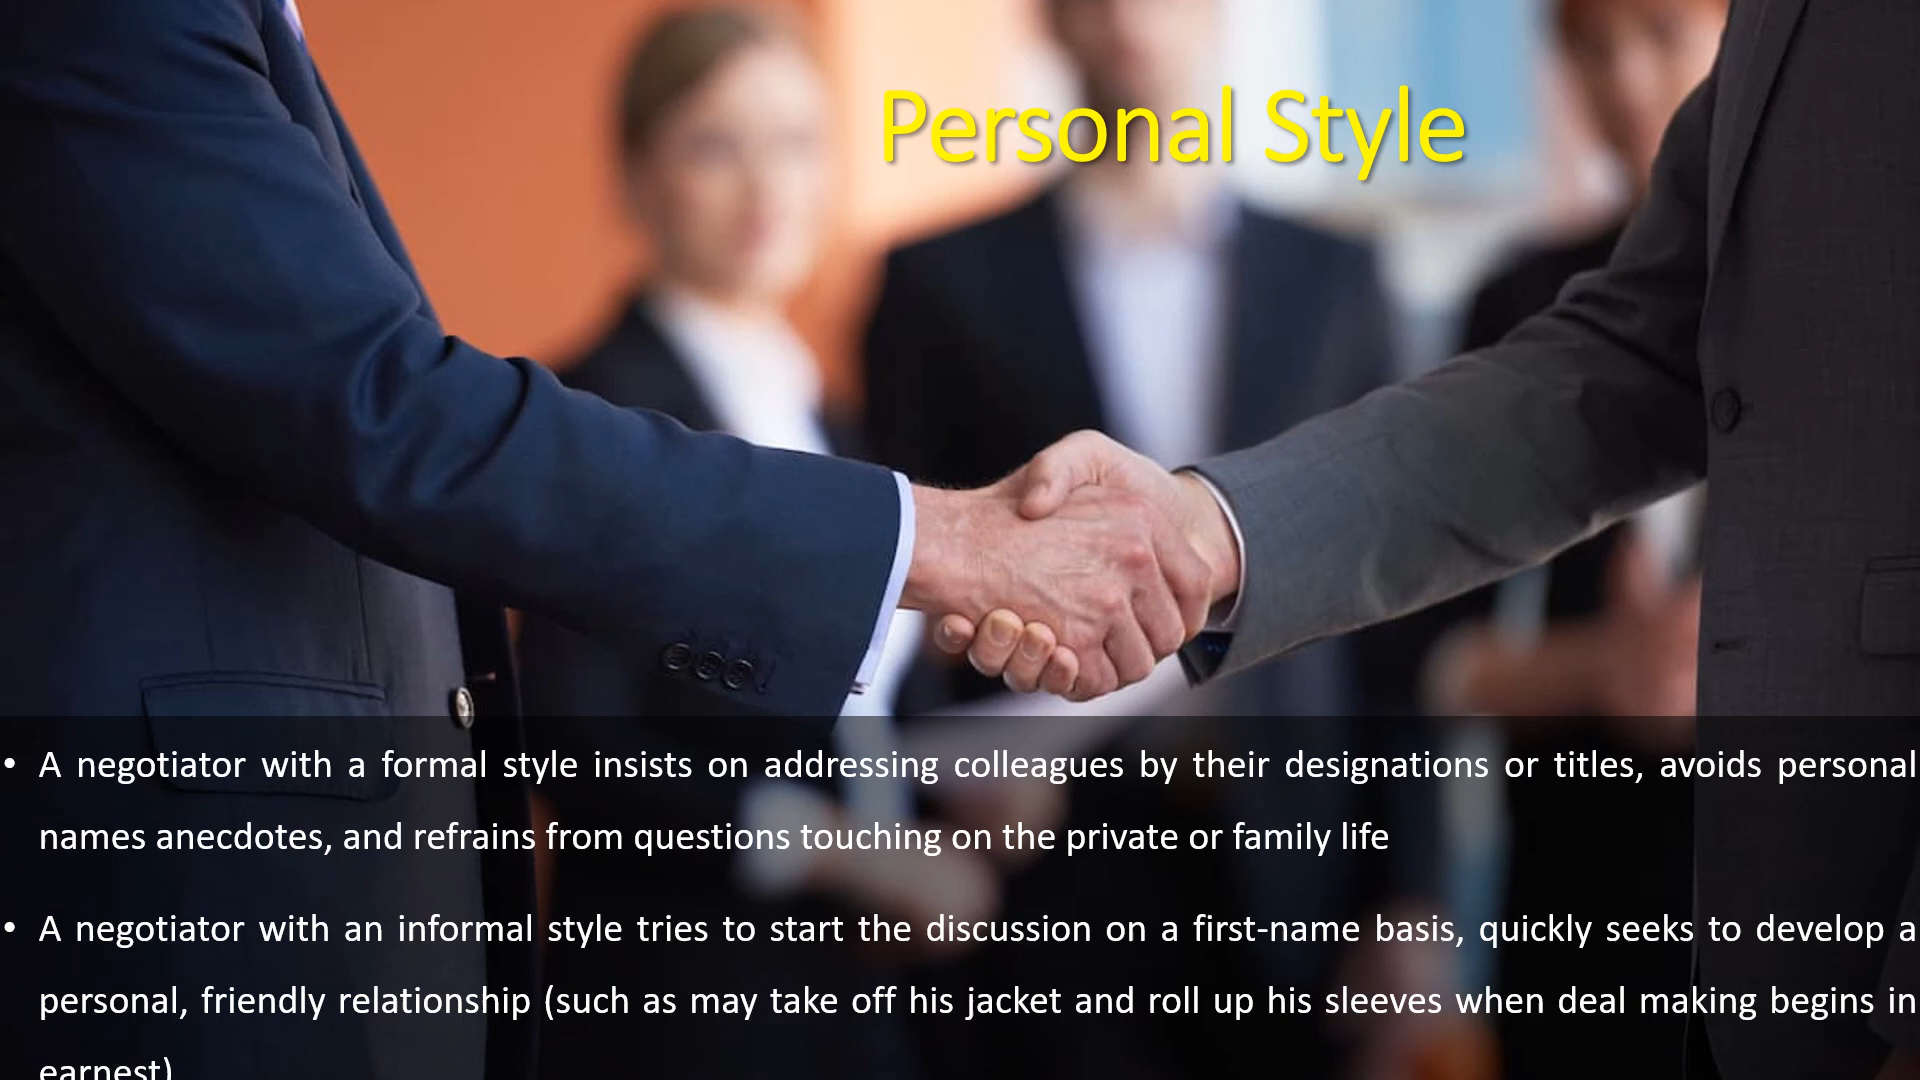 Personal Style
• A negotiator with a formal style insists on addressing colleagues by their designations or titles, avoids personal
names anecdotes, and refrains from questions touching on the private or family life
• A negotiator with an informal style tries to start the discussion on a first-name basis, quickly seeks to develop a
personal, friendly relationship (such as may take off his jacket and roll up his sleeves when deal making begins in
earnest)